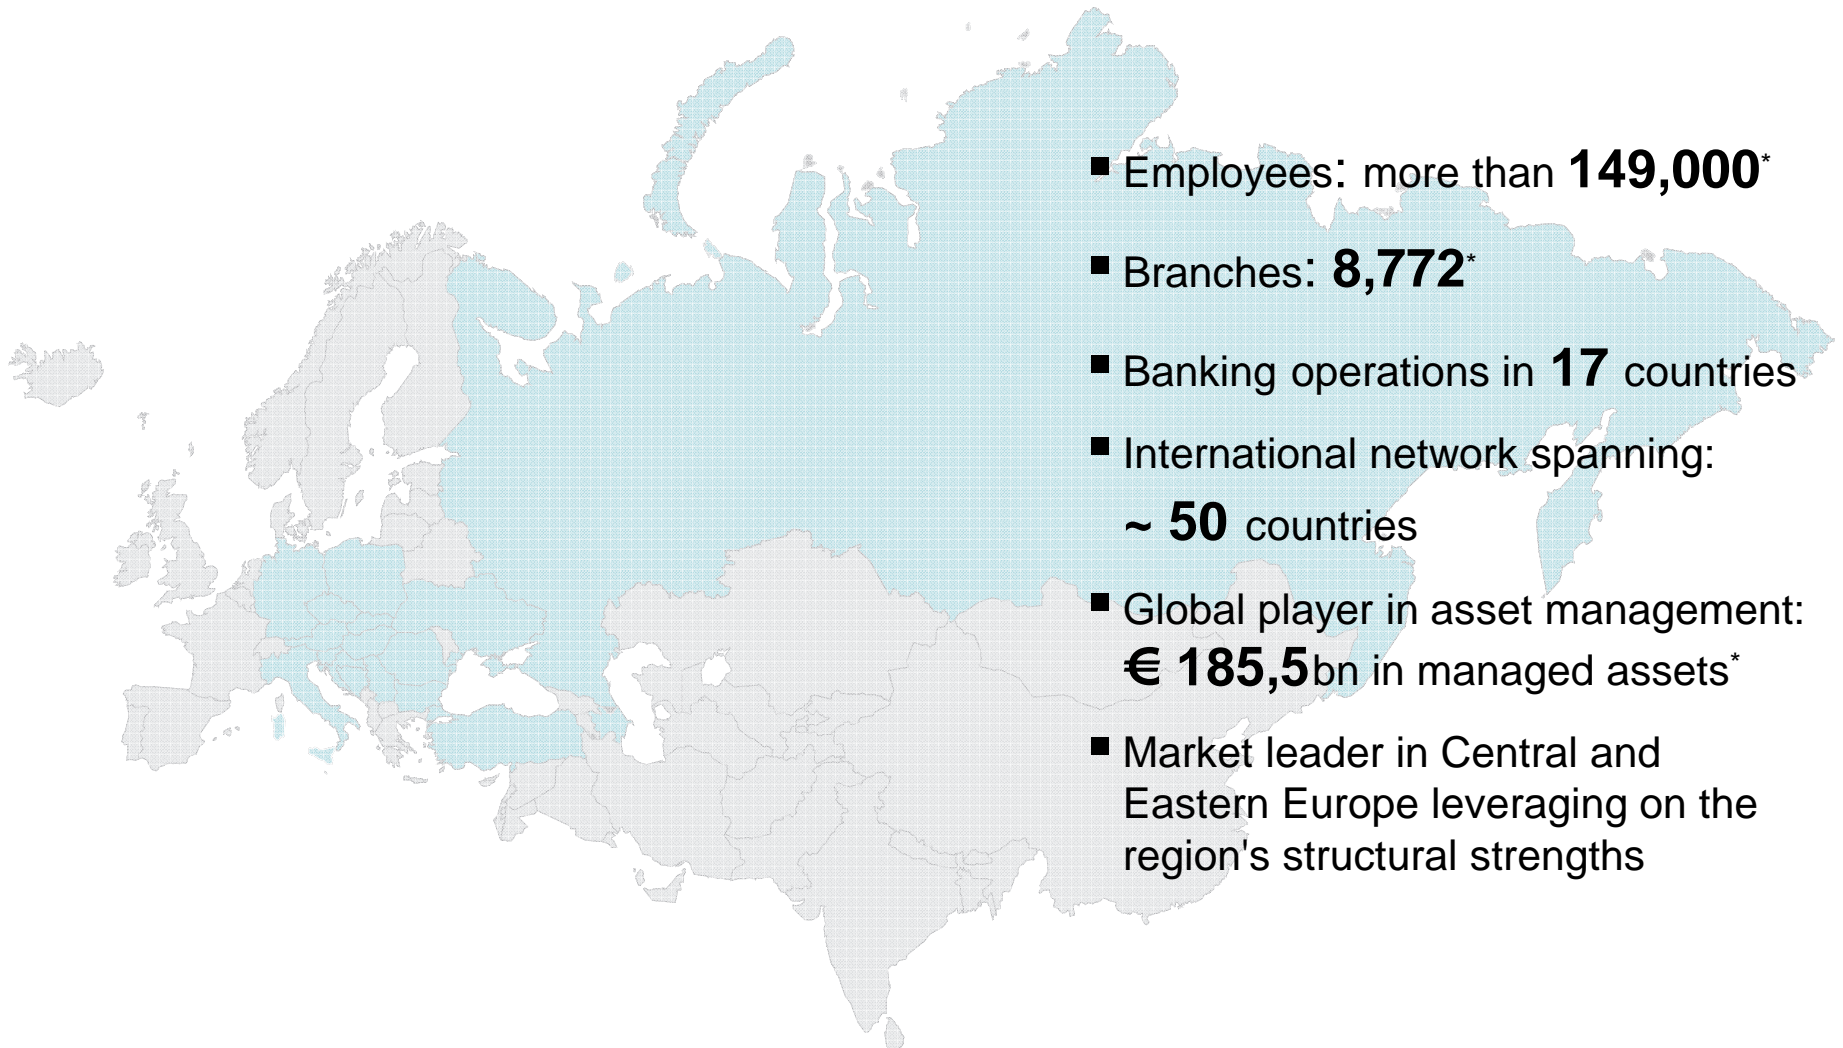 ▪ Employees: more than 149,000*
▪ Branches: 8,772*
▪ Banking operations in 17 countries
▪ International network spanning:
~ 50 countries
▪ Global player in asset management:
€ 185,5bn in managed assets*
▪ Market leader in Central and
Eastern Europe leveraging on the
region's structural strengths